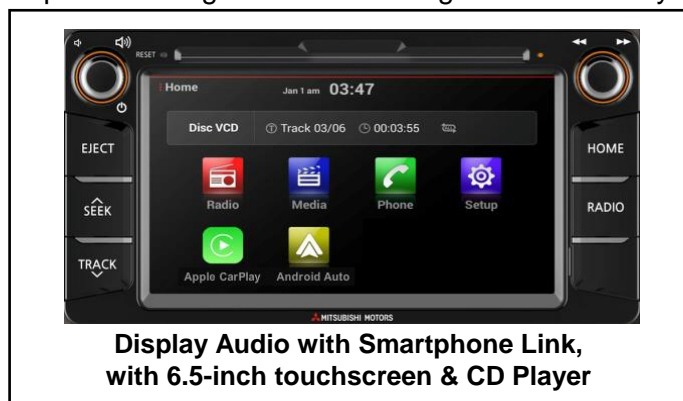 RESET
Home Jan 1 am 03:47
Disc VCD Track 03/06 00:03:55
EJECT
HOME
Radio Media Phone Setup
SEEK
RADIO
TRACK
Apple CarPlay Android Auto
MITSUBISHI MOTORS
Display Audio with Smartphone Link,
with 6.5-inch touchscreen & CD Player